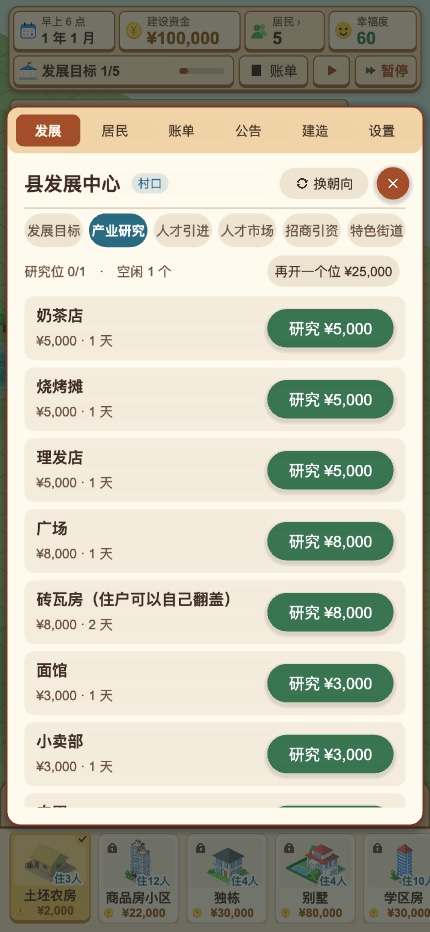 早上 6 点
1 年 1 月
建设资金
¥100,000
居民 ›
5
幸福度
60
发展目标 1/5
账单
暂停
发展
居民
账单
公告
建造
设置
县发展中心
村口
换朝向
发展目标
产业研究
人才引进
人才市场
招商引资
特色街道
研究位 0/1 · 空闲 1 个
再开一个位 ¥25,000
奶茶店
¥5,000 · 1 天
研究 ¥5,000
烧烤摊
¥5,000 · 1 天
研究 ¥5,000
理发店
¥5,000 · 1 天
研究 ¥5,000
广场
¥8,000 · 1 天
研究 ¥8,000
砖瓦房（住户可以自己翻盖）
¥8,000 · 2 天
研究 ¥8,000
面馆
¥3,000 · 1 天
研究 ¥3,000
小卖部
¥3,000 · 1 天
研究 ¥3,000
住3人
土坯农房
¥2,000
住12人
商品房小区
¥22,000
住4人
独栋
¥30,000
住4人
别墅
¥80,000
住10人
学区房
¥30,000